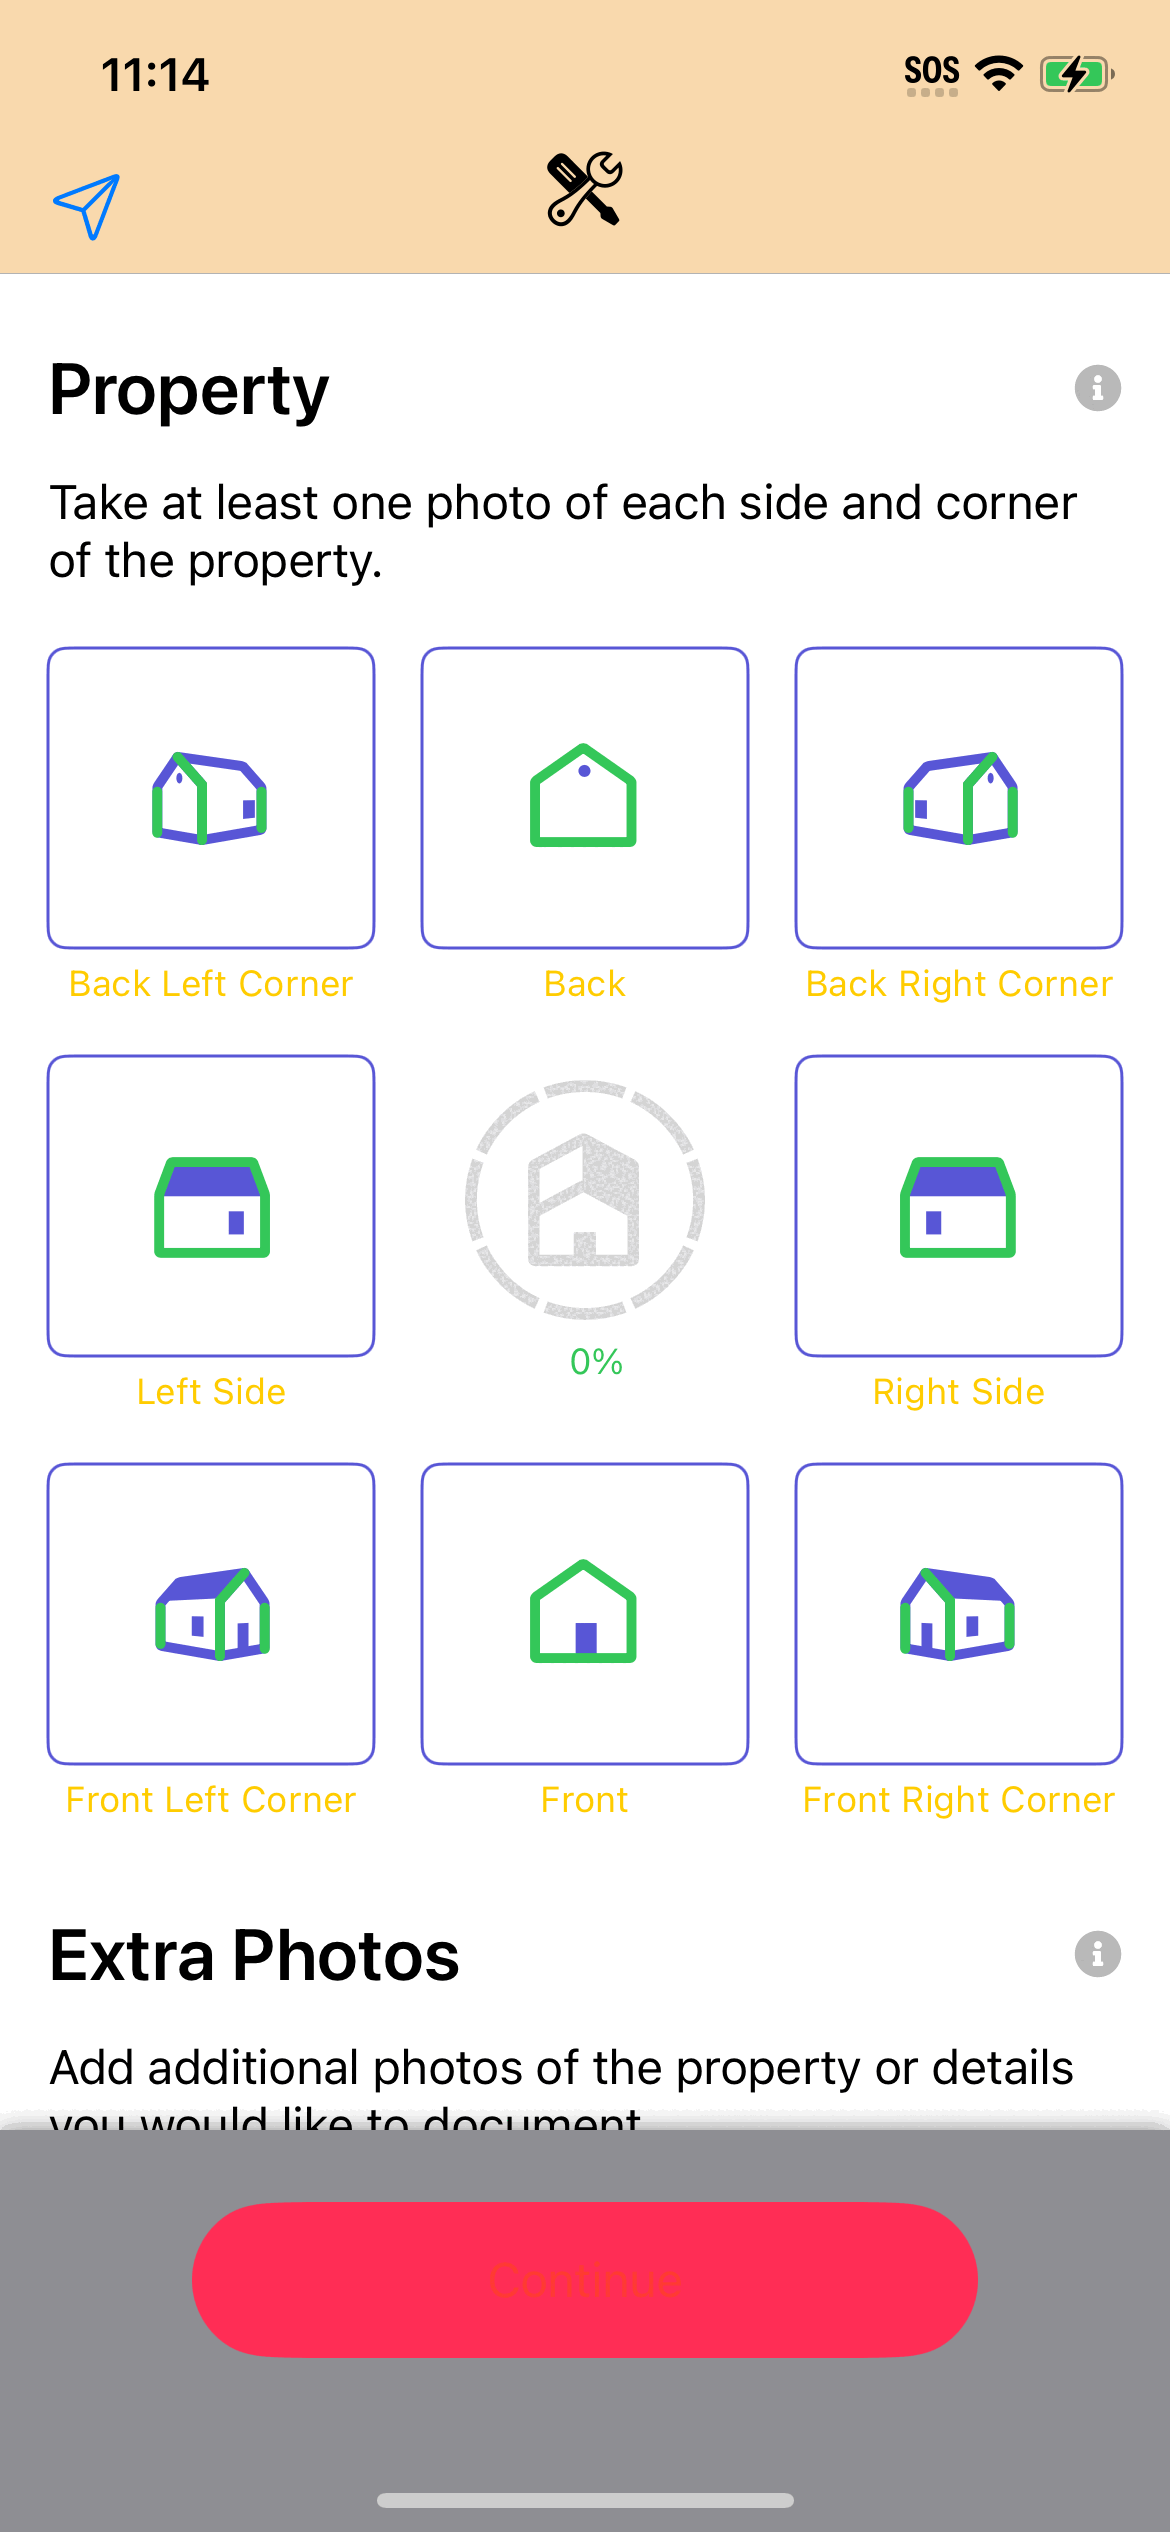 11:14
SOS
Property
Take at least one photo of each side and corner
of the property.
Back Left Corner
Back
Back Right Corner
0%
Left Side
Right Side
Front Left Corner
Front
Front Right Corner
Extra Photos
Add additional photos of the property or details
you would like to document
Continue